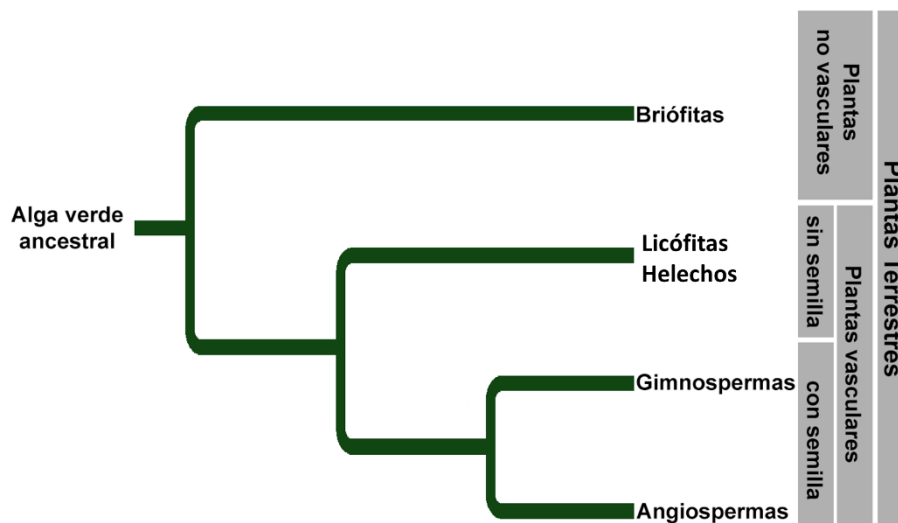 Alga verde
ancestral
Briófitas
Licófitas
Helechos
Gimnospermas
Angiospermas
Plantas
no vasculares
sin semilla
con semilla
Plantas vasculares
Plantas Terrestres